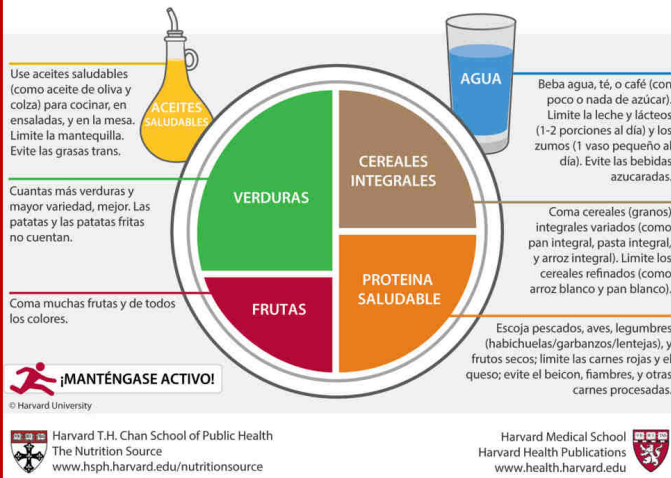 Use aceites saludables
(como aceite de oliva y
colza) para cocinar, en
ensaladas, y en la mesa.
Limite la mantequilla.
Evite las grasas trans.
ACEITES
SALUDABLES
AGUA
Beba agua, té, o café (con
poco o nada de azúcar).
Limite la leche y lácteos
(1-2 porciones al día) y los
zumos (1 vaso pequeño al
día). Evite las bebidas
azucaradas.
Cuantas más verduras y
mayor variedad, mejor. Las
patatas y las patatas fritas
no cuentan.
VERDURAS
CEREALES
INTEGRALES
Coma cereales (granos)
integrales variados (como
pan integral, pasta integral,
y arroz integral). Limite los
cereales refinados (como
arroz blanco y pan blanco).
Coma muchas frutas y de todos
los colores.
FRUTAS
PROTEINA
SALUDABLE
Escoja pescados, aves, legumbres
(habichuelas/garbanzos/lentejas), y
frutos secos; limite las carnes rojas y el
queso; evite el beicon, fiambres, y otras
carnes procesadas.
¡MANTÉNGASE ACTIVO!
© Harvard University
Harvard T.H. Chan School of Public Health
The Nutrition Source
www.hsph.harvard.edu/nutritionsource
Harvard Medical School
Harvard Health Publications
www.health.harvard.edu